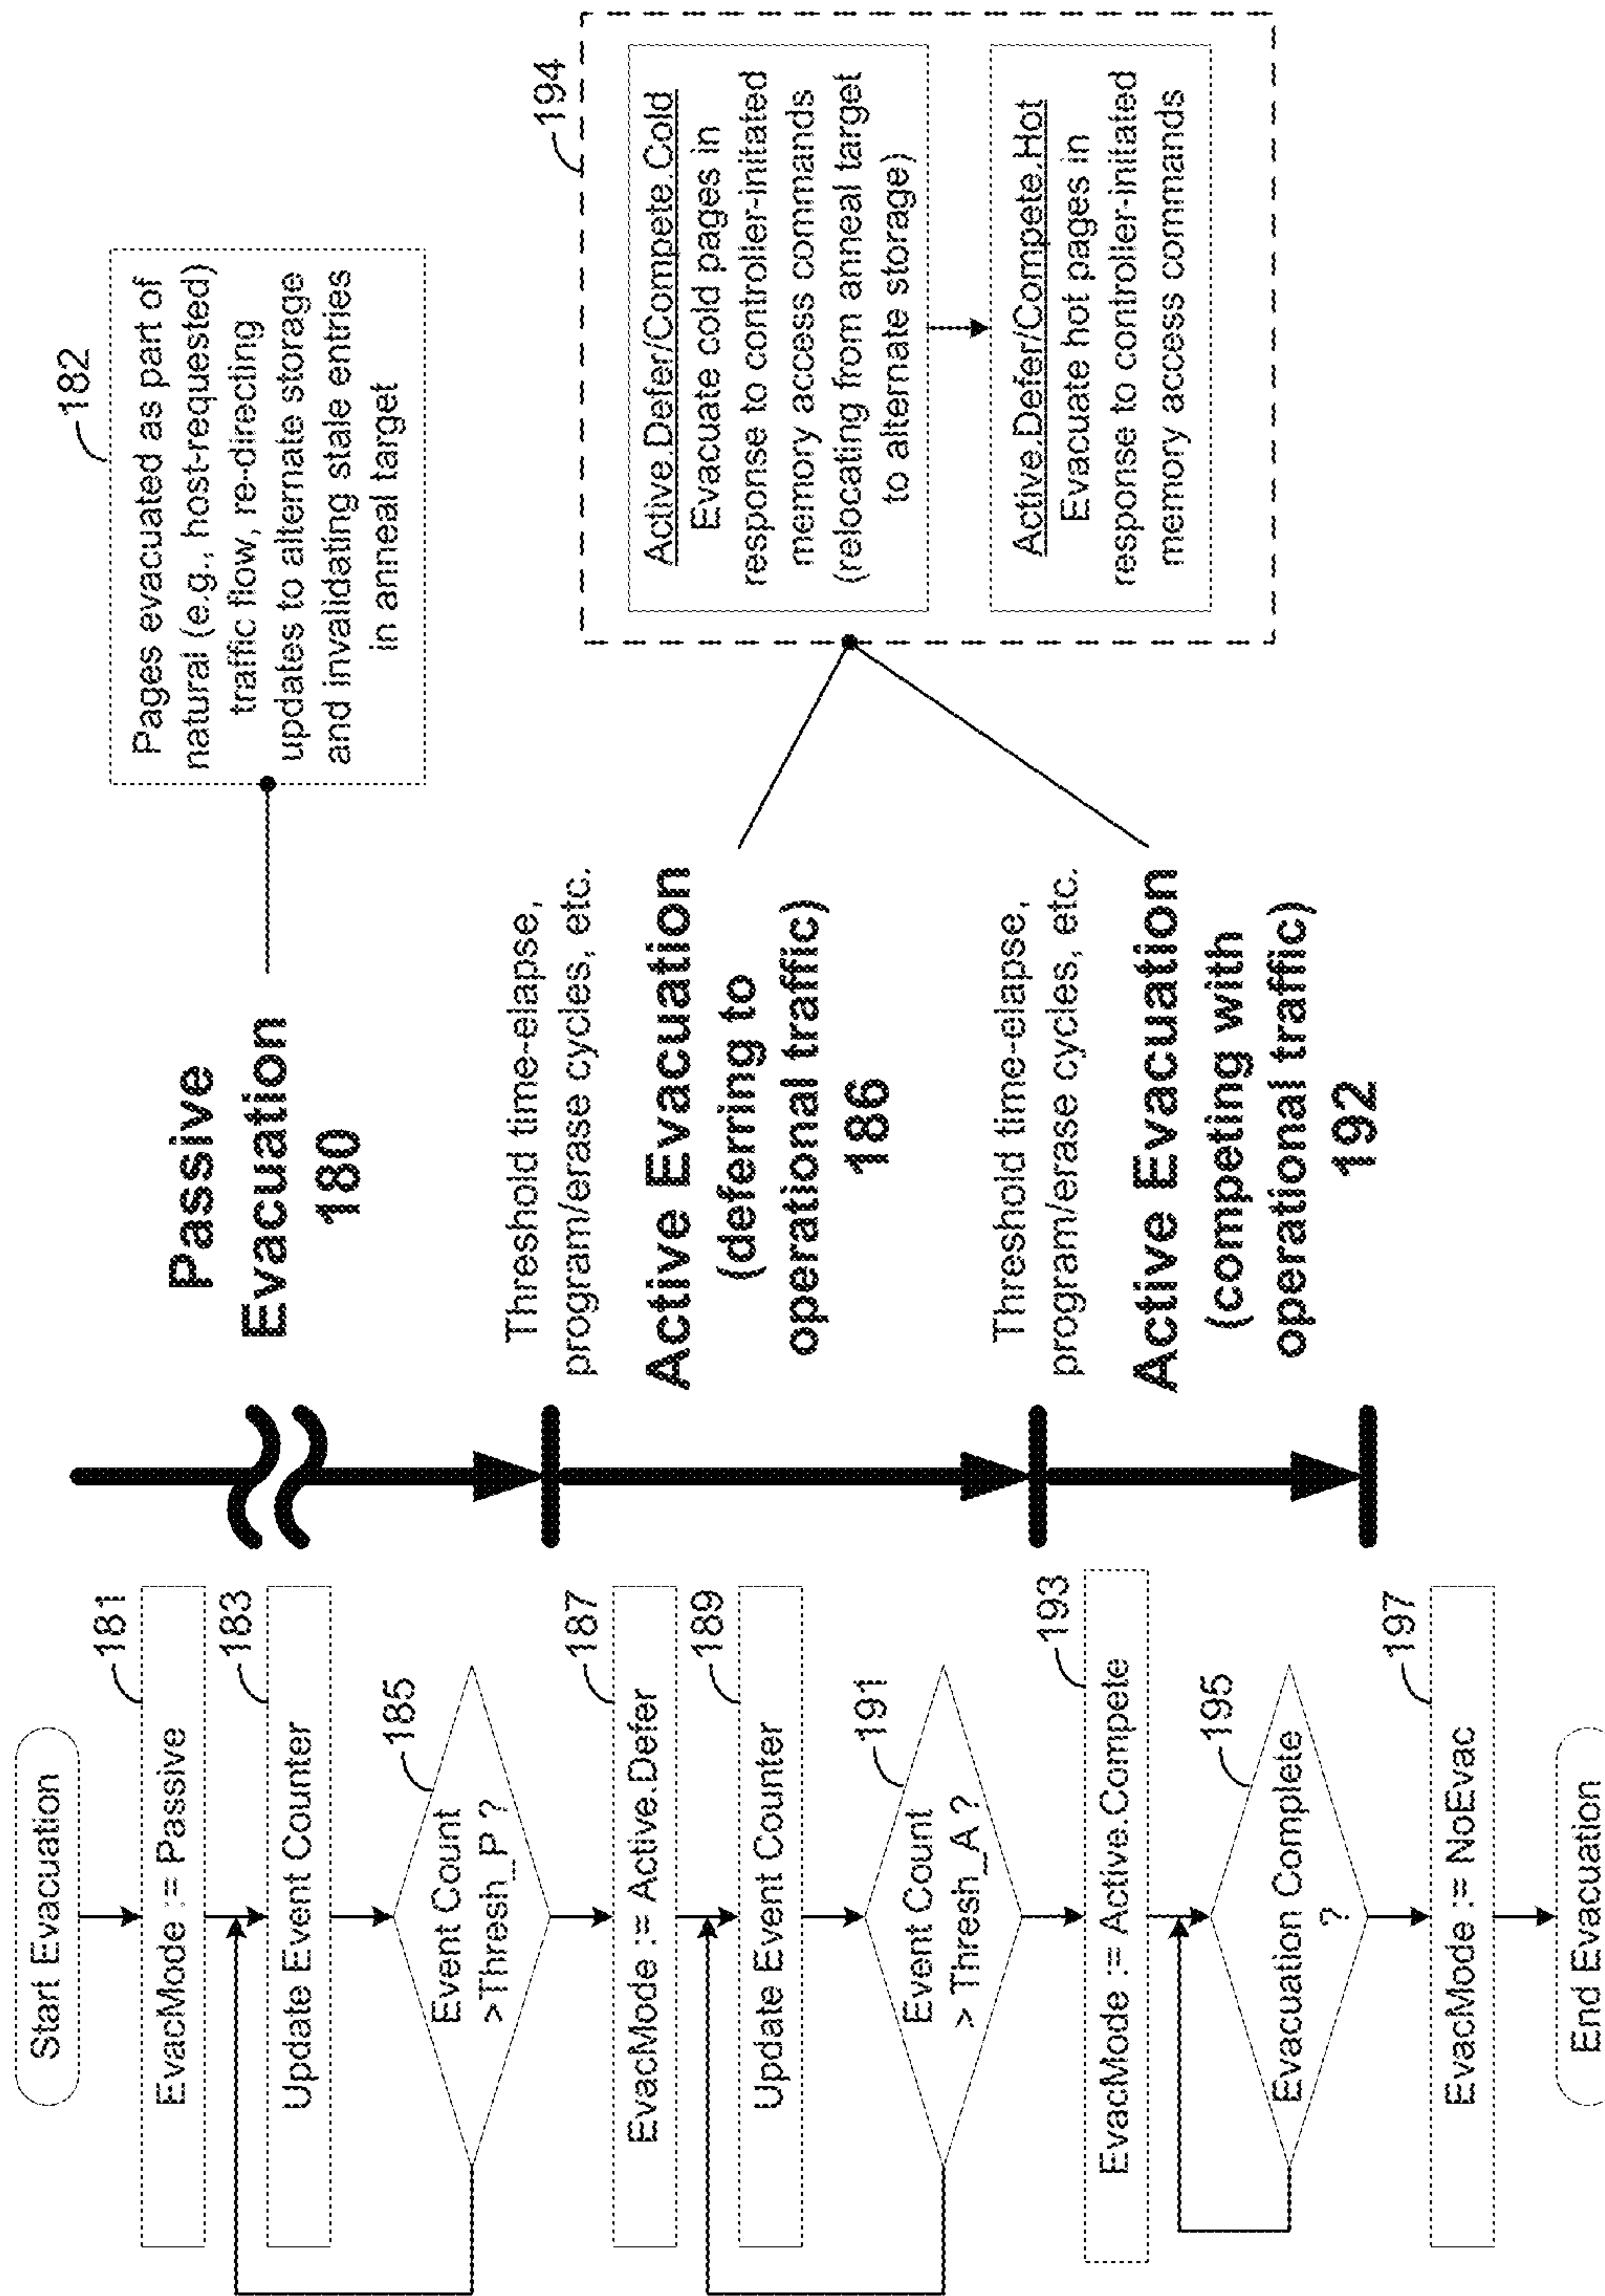 Start Evacuation
181
EvacMode := Passive
183
Update Event Counter
185
Event Count
>Thresh_P ?
187
EvacMode := Active.Defer
189
Update Event Counter
191
Event Count
> Thresh_A ?
193
EvacMode := Active.Compete
195
Evacuation Complete
?
197
EvacMode := NoEvac
End Evacuation
Passive
Evacuation
180
Threshold time-elapse,
program/erase cycles, etc.
Active Evacuation
(deferring to
operational traffic)
186
Threshold time-elapse,
program/erase cycles, etc.
Active Evacuation
(competing with
operational traffic)
192
182
Pages evacuated as part of
natural (e.g., host-requested)
traffic flow, re-directing
updates to alternate storage
and invalidating stale entries
in anneal target
194
Active.Defer/Compete.Cold
Evacuate cold pages in
response to controller-initated
memory access commands
(relocating from anneal target
to alternate storage)
Active.Defer/Compete.Hot
Evacuate hot pages in
response to controller-initated
memory access commands